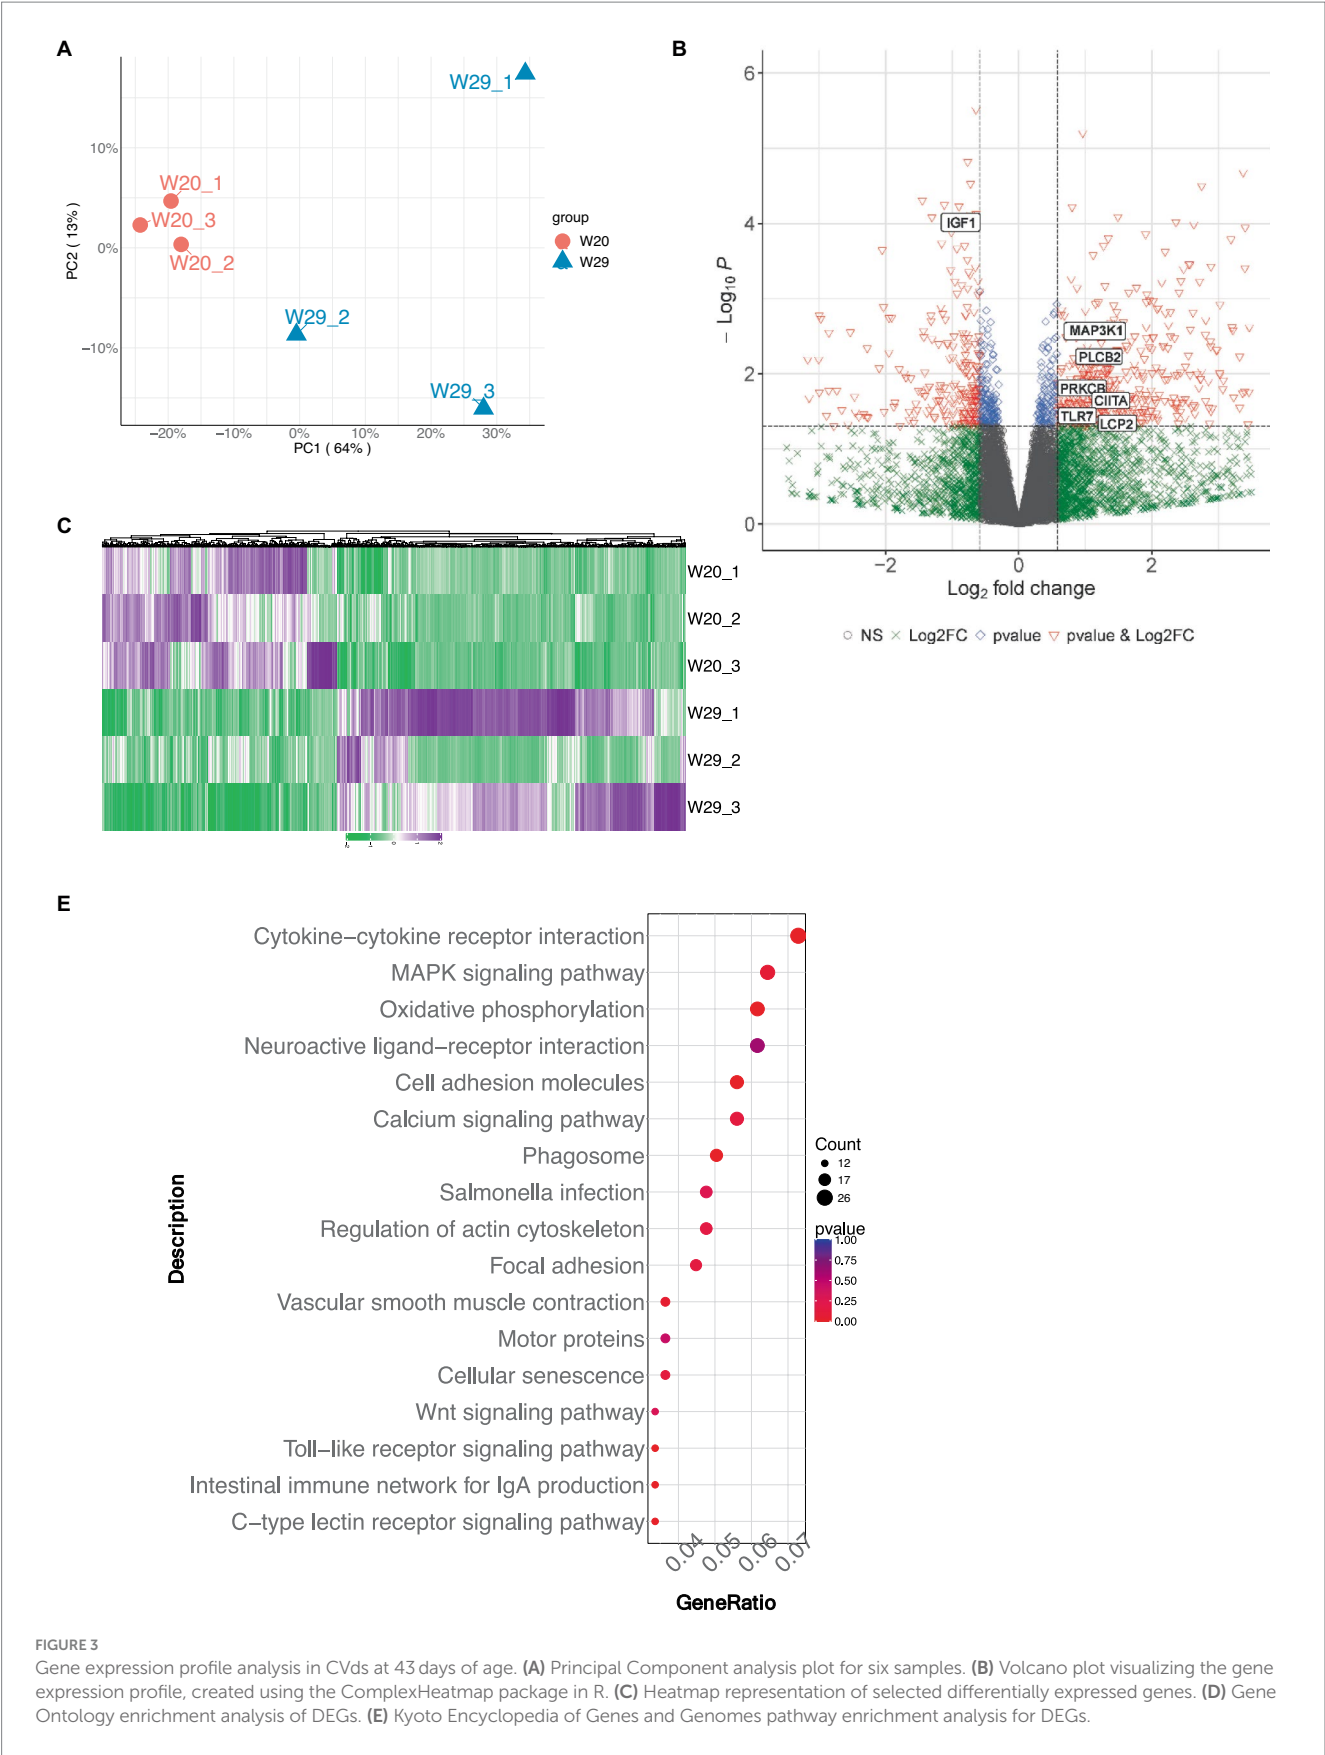 A
W29_1
10%
W20_1
W20_3
0%
W20_2
W29_2
−10%
W29_3
−20% −10% 0% 10% 20% 30%
PC1 ( 64% )
PC2 ( 13% )
group
W20
W29
B
6
4
2
0
− Log10 P
IGF1
MAP3K1
PLCB2
PRKCB
CIITA
TLR7
LCP2
−2 0 2
Log2 fold change
NS Log2FC pvalue pvalue & Log2FC
C
W20_1
W20_2
W20_3
W29_1
W29_2
W29_3
E
Cytokine−cytokine receptor interaction
MAPK signaling pathway
Oxidative phosphorylation
Neuroactive ligand−receptor interaction
Cell adhesion molecules
Calcium signaling pathway
Phagosome
Salmonella infection
Regulation of actin cytoskeleton
Focal adhesion
Vascular smooth muscle contraction
Motor proteins
Cellular senescence
Wnt signaling pathway
Toll−like receptor signaling pathway
Intestinal immune network for IgA production
C−type lectin receptor signaling pathway
Description
0.04 0.05 0.06 0.07
GeneRatio
Count
12
17
26
pvalue
1.00
0.75
0.50
0.25
0.00
FIGURE 3
Gene expression profile analysis in CVds at 43 days of age. (A) Principal Component analysis plot for six samples. (B) Volcano plot visualizing the gene
expression profile, created using the ComplexHeatmap package in R. (C) Heatmap representation of selected differentially expressed genes. (D) Gene
Ontology enrichment analysis of DEGs. (E) Kyoto Encyclopedia of Genes and Genomes pathway enrichment analysis for DEGs.